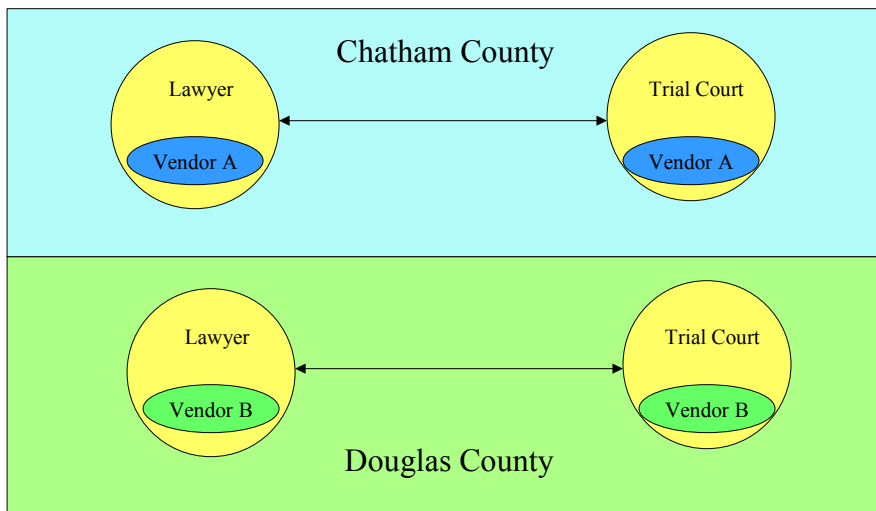 Chatham County
Lawyer
Trial Court
Vendor A
Vendor A
Lawyer
Trial Court
Vendor B
Vendor B
Douglas County